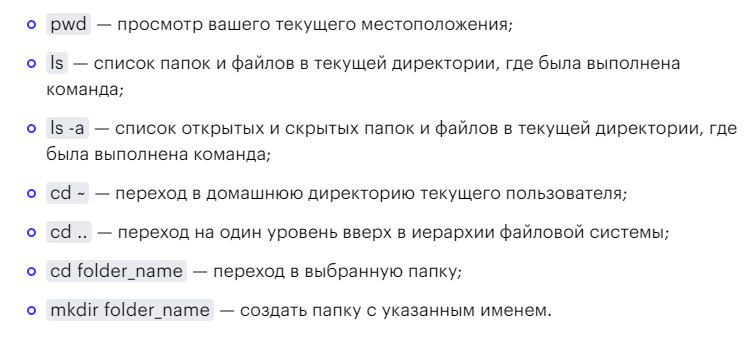 pwd — просмотр вашего текущего местоположения;
ls — список папок и файлов в текущей директории, где была выполнена
команда;
ls -a — список открытых и скрытых папок и файлов в текущей директории, где
была выполнена команда;
cd ~ — переход в домашнюю директорию текущего пользователя;
cd .. — переход на один уровень вверх в иерархии файловой системы;
cd folder_name — переход в выбранную папку;
mkdir folder_name — создать папку с указанным именем.